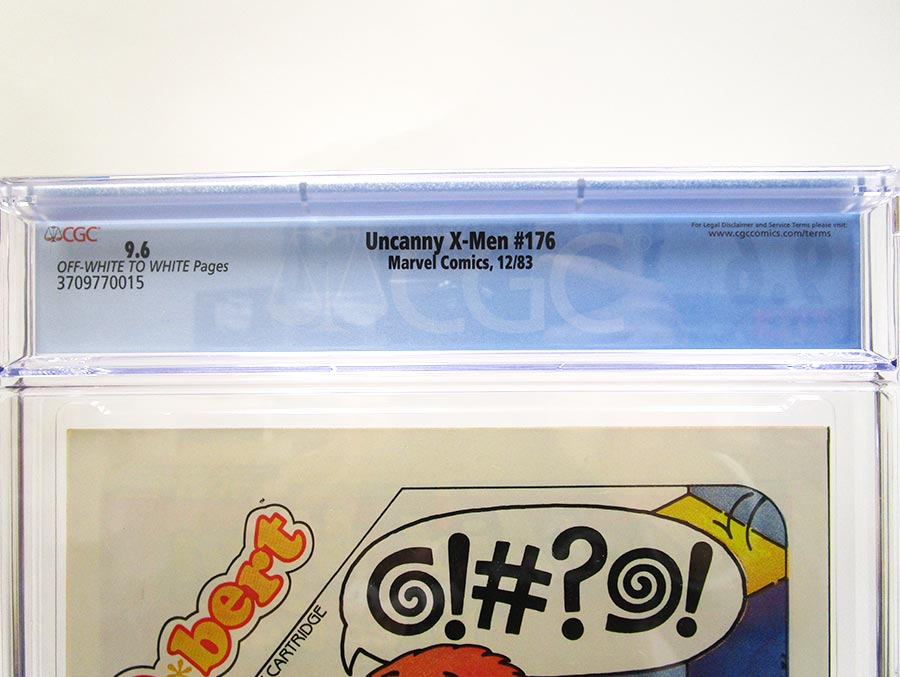 CGC
9.6
OFF-WHITE TO WHITE Pages
3709770015
Uncanny X-Men #176
Marvel Comics, 12/83
For Legal Disclaimer and Service Terms please visit:
www.cgccomics.com/terms
CGC
*bert
CARTRIDGE
@!#?@!